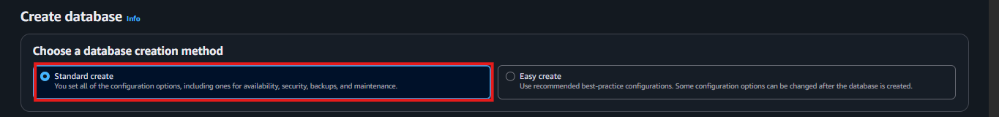 Create database Info
Choose a database creation method
Standard create
You set all of the configuration options, including ones for availability, security, backups, and maintenance.
Easy create
Use recommended best-practice configurations. Some configuration options can be changed after the database is created.